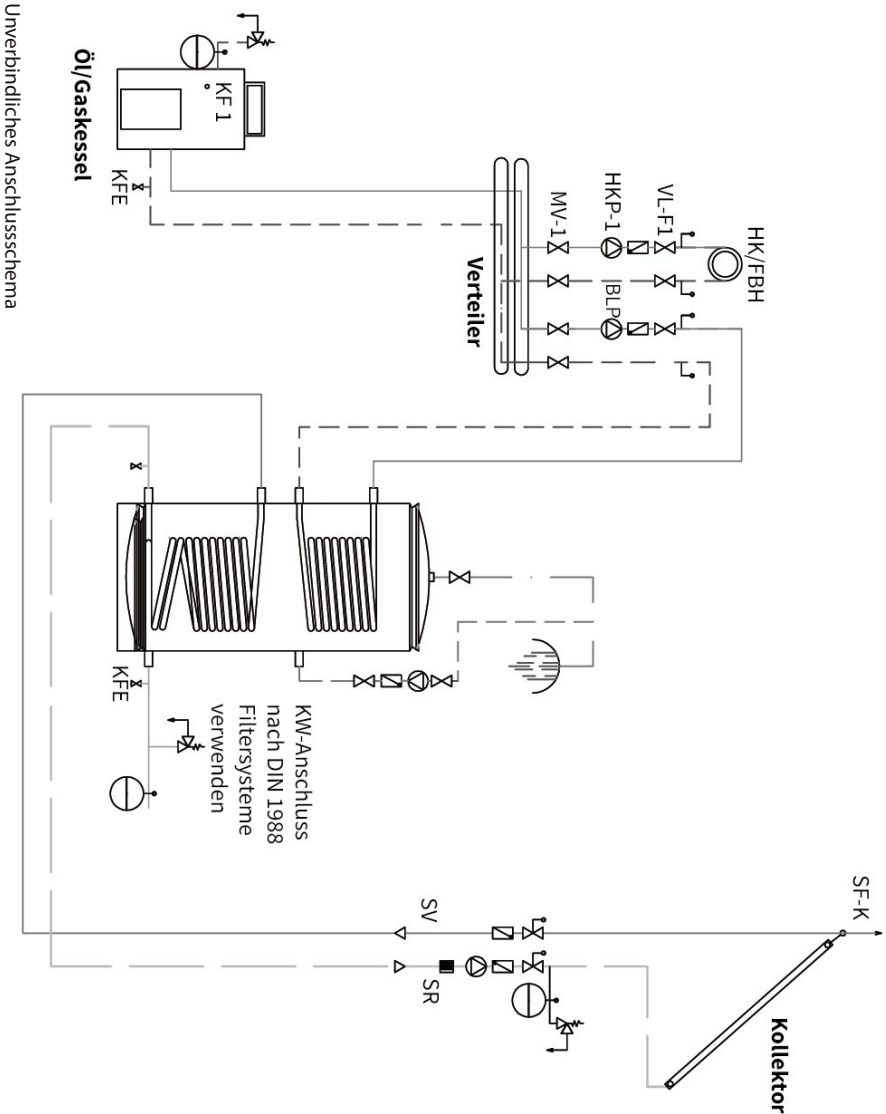 SF-K
Kollektor
HK/FBH
VL-F1
HKP-1
BLP
MV-1
Verteiler
SV
SR
KW-Anschluss
nach DIN 1988
Filtersysteme
verwenden
KF 1
KFE
KFE
Öl/Gaskessel
Unverbindliches Anschlussschema